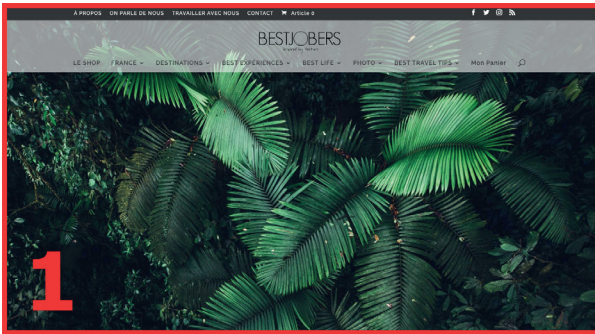 À PROPOS ON PARLE DE NOUS TRAVAILLER AVEC NOUS CONTACT Article 0
BESTJOBERS
LE SHOP FRANCE DESTINATIONS BEST EXPÉRIENCES BEST LIFE PHOTO BEST TRAVEL TIPS Mon Panier
1